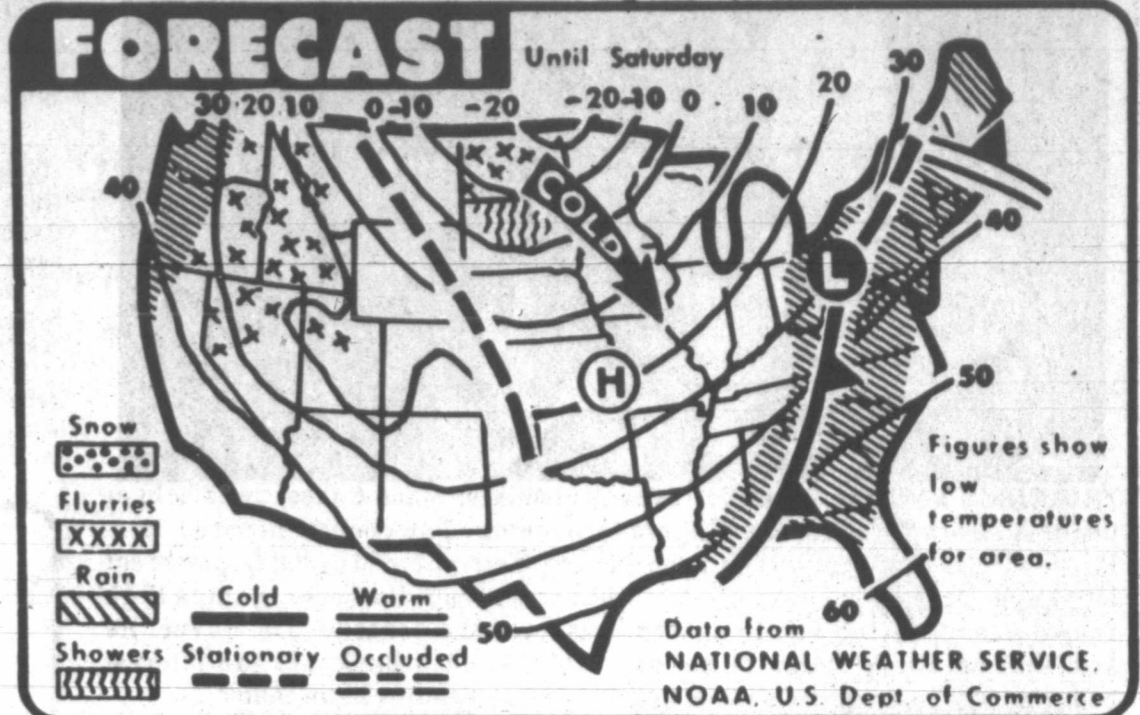 FORECAST
Until Saturday
30 20 10 0 -10 -20 -20 -10 0 10 20 30
40
COLD
40
L
H
50
Snow
Flurries
XXXX
Rain
Showers
Cold
Warm
Stationary
Occluded
50
60
Figures show
low
temperatures
for area.
Data from
NATIONAL WEATHER SERVICE,
NOAA, U.S. Dept. of Commerce